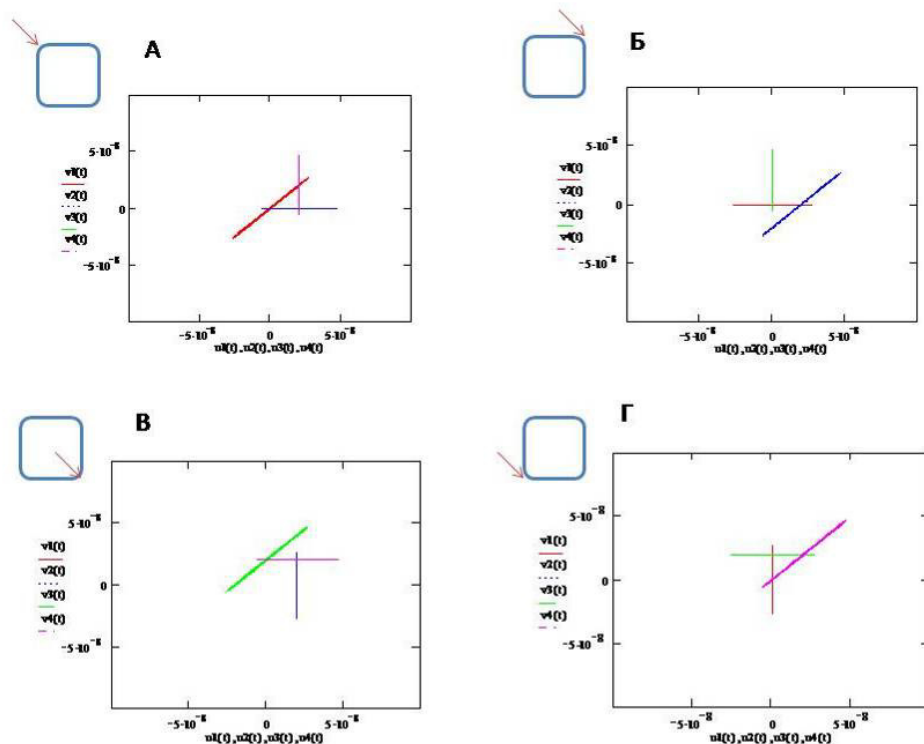 А
5·10⁻⁸
v1(t)
v2(t)
0
v3(t)
v4(t)
−5·10⁻⁸
−5·10⁻⁸ 0 5·10⁻⁸
u1(t),u2(t),u3(t),u4(t)
Б
5·10⁻⁸
v1(t)
v2(t)
0
v3(t)
v4(t)
−5·10⁻⁸
−5·10⁻⁸ 0 5·10⁻⁸
u1(t),u2(t),u3(t),u4(t)
В
5·10⁻⁸
v1(t)
v2(t)
0
v3(t)
v4(t)
−5·10⁻⁸
−5·10⁻⁸ 0 5·10⁻⁸
u1(t),u2(t),u3(t),u4(t)
Г
5·10⁻⁸
v1(t)
v2(t)
0
v3(t)
v4(t)
−5·10⁻⁸
−5·10⁻⁸ 0 5·10⁻⁸
u1(t),u2(t),u3(t),u4(t)